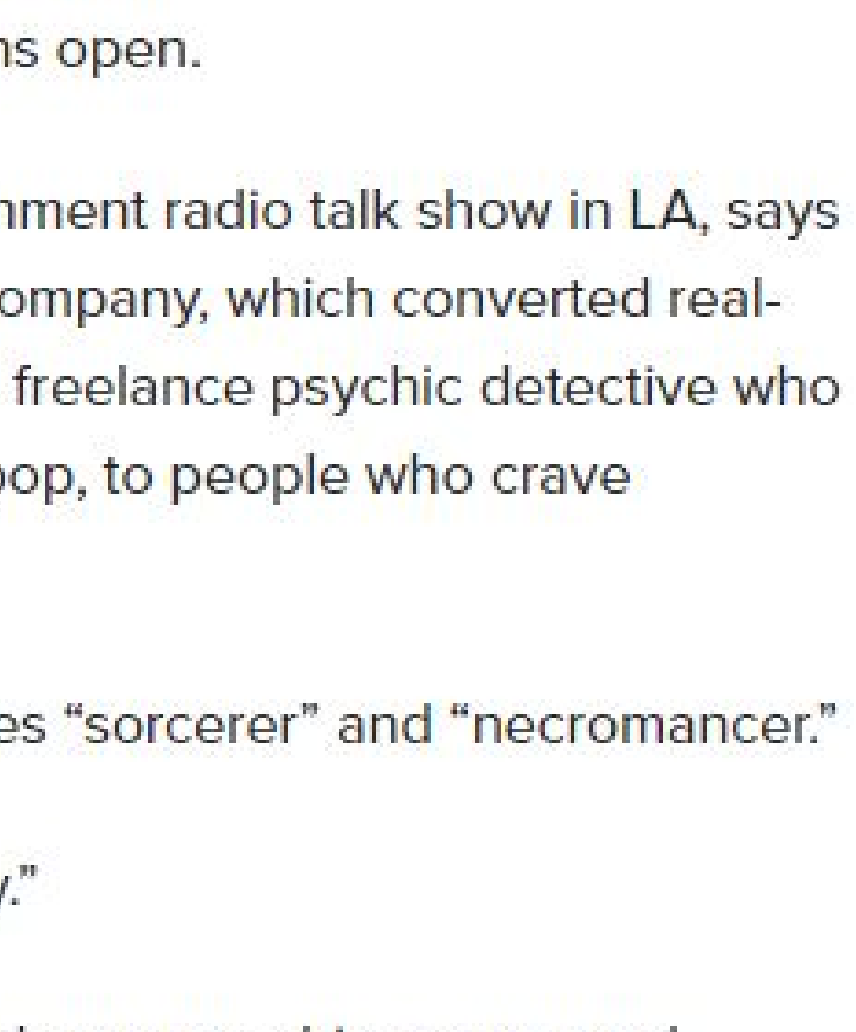 ns open.
nment radio talk show in LA, says
ompany, which converted real-
freelance psychic detective who
oop, to people who crave
es “sorcerer” and “necromancer.”
y.”